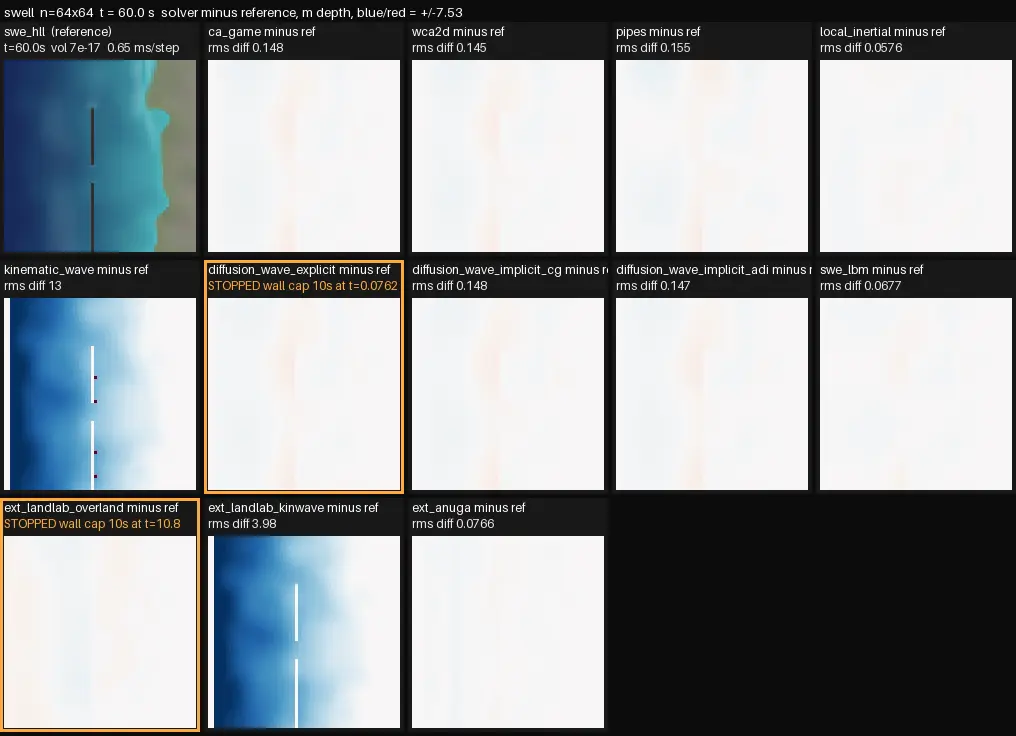 swell n=64x64 t = 60.0 s solver minus reference, m depth, blue/red = +/-7.53
swe_hll (reference)
t=60.0s vol 7e-17 0.65 ms/step
ca_game minus ref
rms diff 0.148
wca2d minus ref
rms diff 0.145
pipes minus ref
rms diff 0.155
local_inertial minus ref
rms diff 0.0576
kinematic_wave minus ref
rms diff 13
diffusion_wave_explicit minus ref
STOPPED wall cap 10s at t=0.0762
diffusion_wave_implicit_cg minus r
rms diff 0.148
diffusion_wave_implicit_adi minus r
rms diff 0.147
swe_lbm minus ref
rms diff 0.0677
ext_landlab_overland minus ref
STOPPED wall cap 10s at t=10.8
ext_landlab_kinwave minus ref
rms diff 3.98
ext_anuga minus ref
rms diff 0.0766